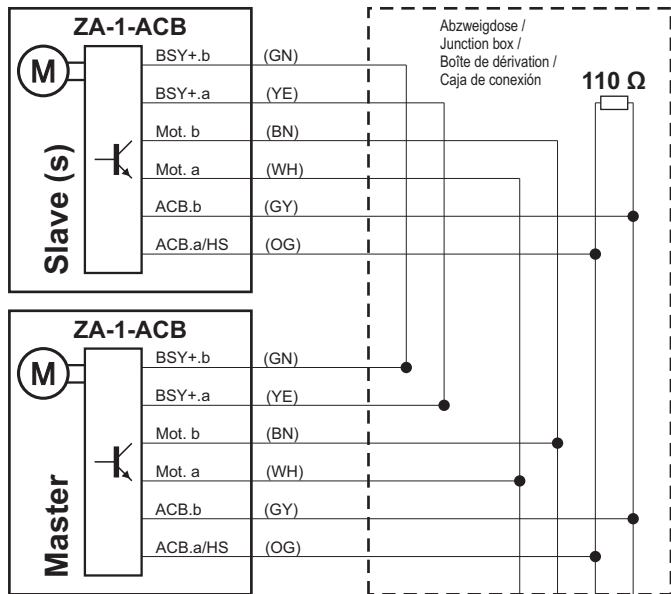 ZA-1-ACB
M
Slave (s)
BSY+.b (GN)
BSY+.a (YE)
Mot. b (BN)
Mot. a (WH)
ACB.b (GY)
ACB.a/HS (OG)
Abzweigdose /
Junction box /
Boîte de dérivation /
Caja de conexión
110 Ω
ZA-1-ACB
M
Master
BSY+.b (GN)
BSY+.a (YE)
Mot. b (BN)
Mot. a (WH)
ACB.b (GY)
ACB.a/HS (OG)